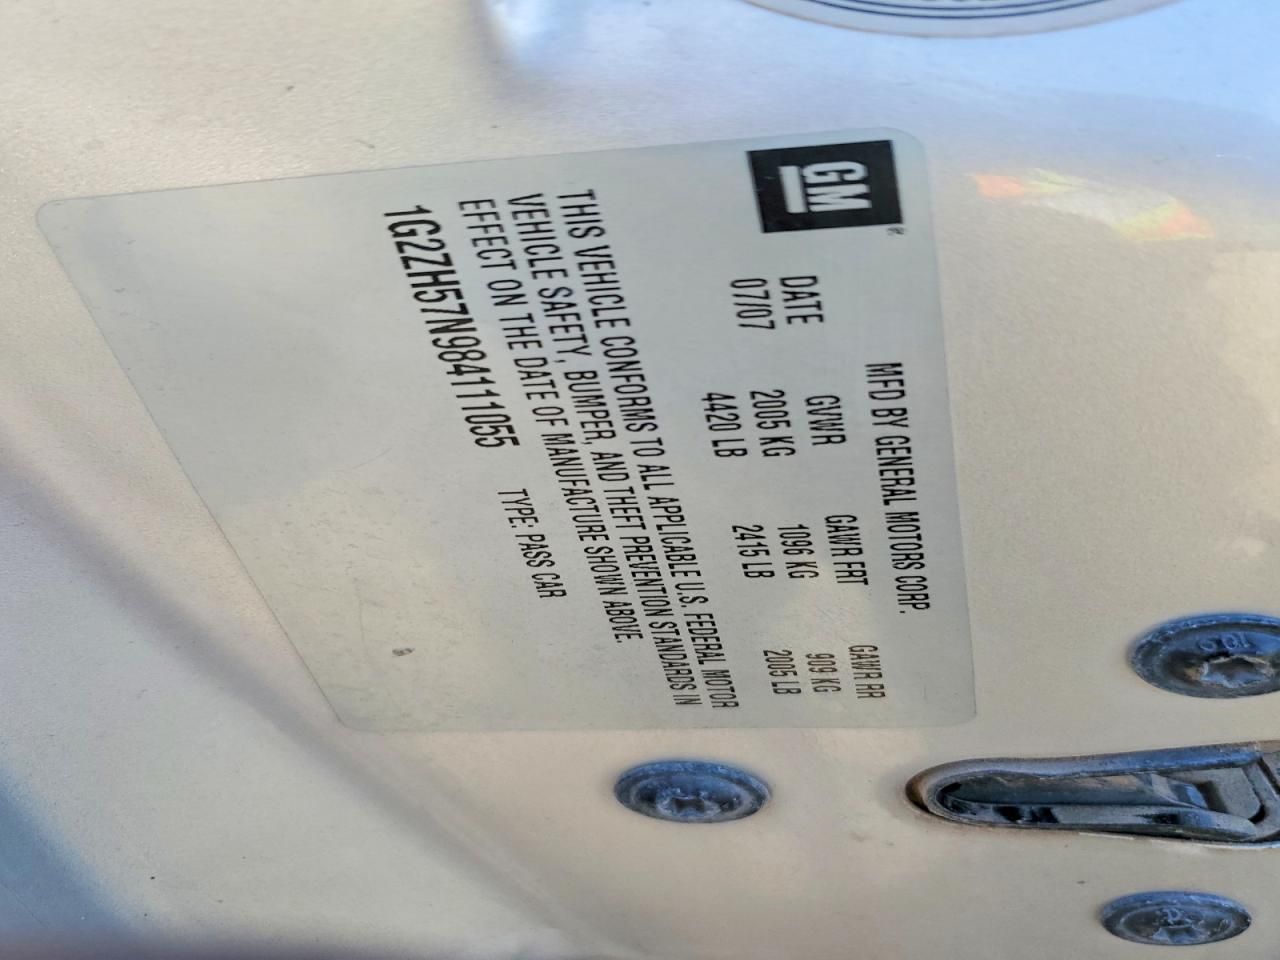 GM
MFD BY GENERAL MOTORS CORP.
DATE GVWR GAWR FRT GAWR RR
07/07 2005 KG 1096 KG 909 KG
4420 LB 2415 LB 2005 LB
THIS VEHICLE CONFORMS TO ALL APPLICABLE U.S. FEDERAL MOTOR
VEHICLE SAFETY, BUMPER, AND THEFT PREVENTION STANDARDS IN
EFFECT ON THE DATE OF MANUFACTURE SHOWN ABOVE.
1G2ZH57N984111055 TYPE: PASS CAR
10.9